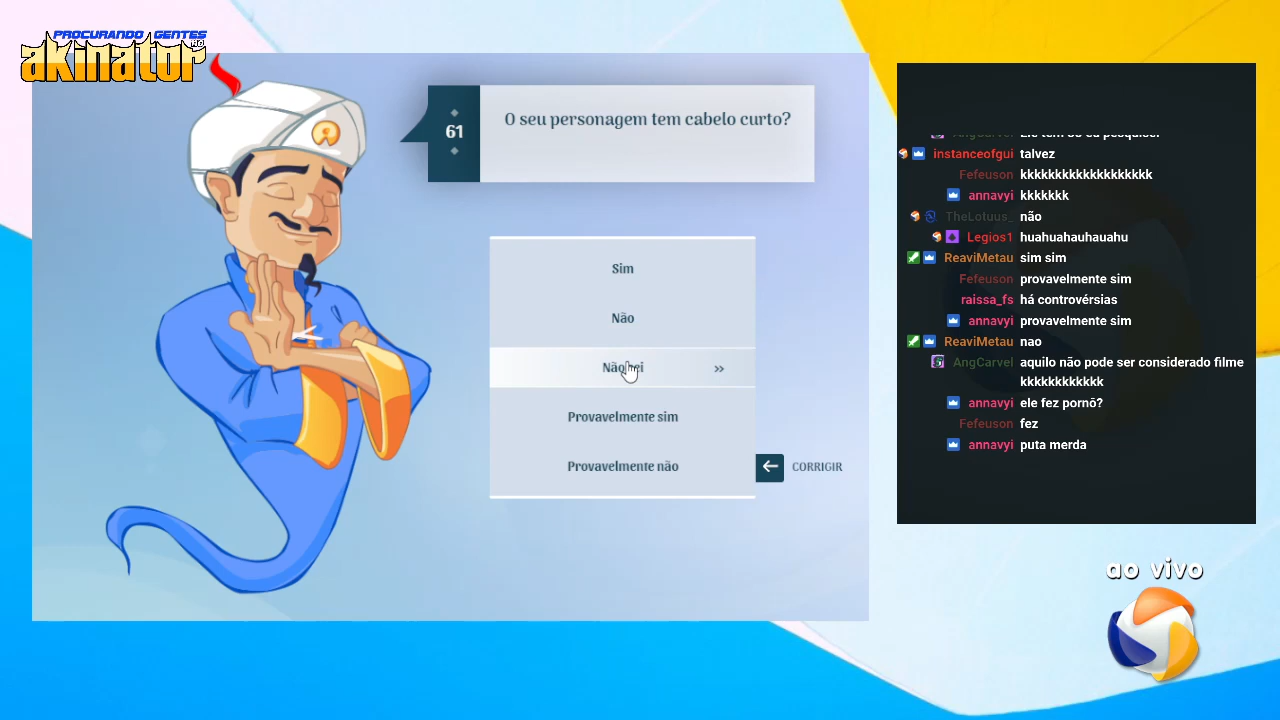 PROCURANDO GENTES
no
akinator
61
O seu personagem tem cabelo curto?
Sim
Não
Não sei
Provavelmente sim
Provavelmente não
CORRIGIR
AngCarvel
instanceofgui talvez
Fefeuson kkkkkkkkkkkkkkkkkkk
annavyi kkkkkkk
TheLotuus_ não
Legios1 huahuahauhauahu
ReaviMetau sim sim
Fefeuson provavelmente sim
raissa_fs há controvérsias
annavyi provavelmente sim
ReaviMetau nao
AngCarvel aquilo não pode ser considerado filme
kkkkkkkkkkkk
annavyi ele fez pornô?
Fefeuson fez
annavyi puta merda
ao vivo